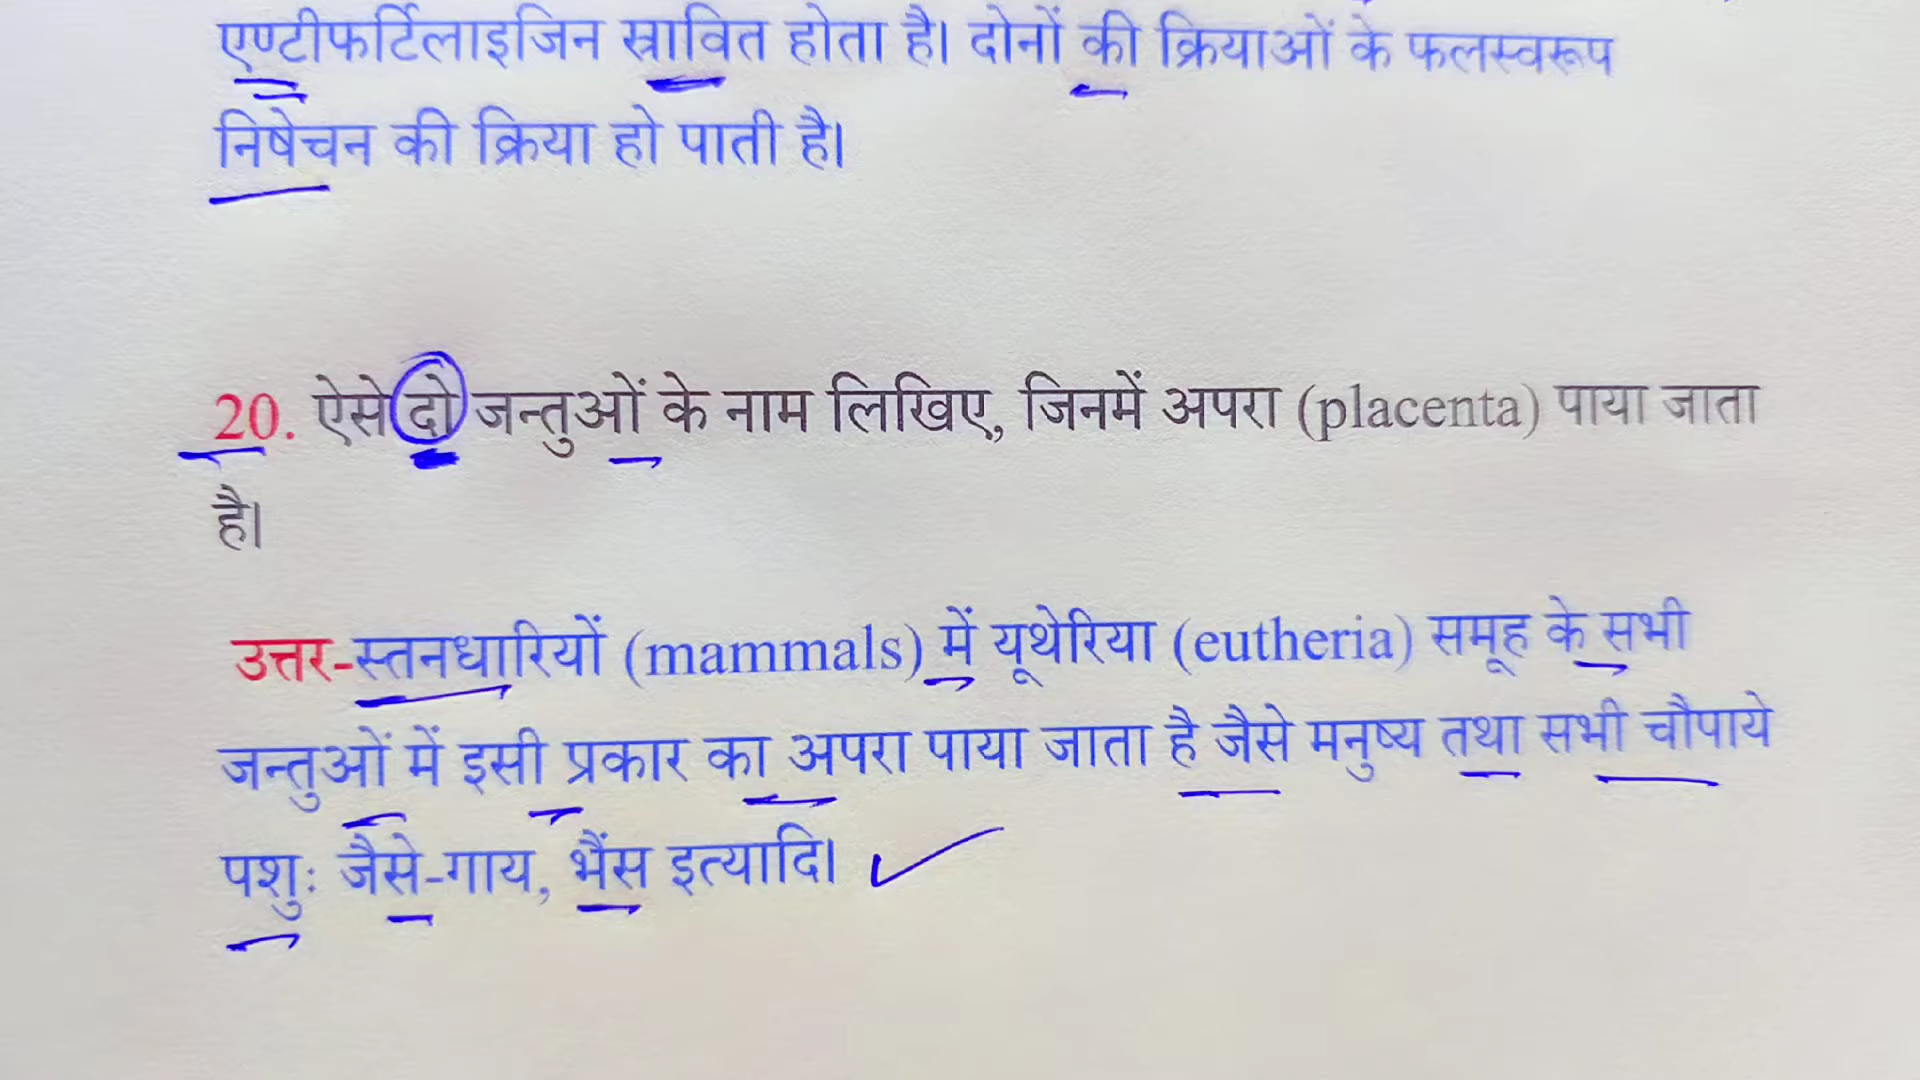 एण्टीफर्टिलाइजिन स्रावित होता है। दोनों की क्रियाओं के फलस्वरूप
निषेचन की क्रिया हो पाती है।
20. ऐसे दो जन्तुओं के नाम लिखिए, जिनमें अपरा (placenta) पाया जाता
है।
उत्तर-स्तनधारियों (mammals) में यूथेरिया (eutheria) समूह के सभी
जन्तुओं में इसी प्रकार का अपरा पाया जाता है जैसे मनुष्य तथा सभी चौपाये
पशुः जैसे-गाय, भैंस इत्यादि।